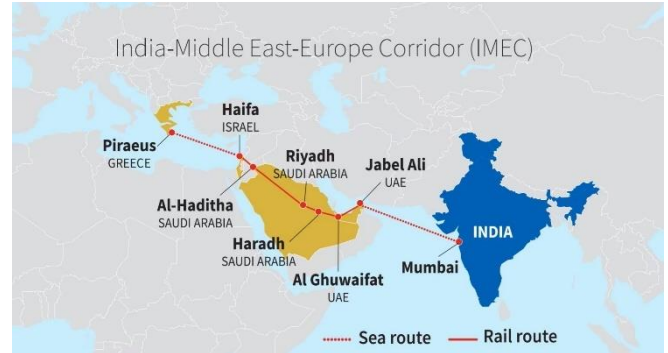 India-Middle East-Europe Corridor (IMEC)
Haifa
ISRAEL
Piraeus
GREECE
Riyadh
SAUDI ARABIA
Jabel Ali
UAE
Al-Haditha
SAUDI ARABIA
Haradh
SAUDI ARABIA
INDIA
Mumbai
Al Ghuwaifat
UAE
Sea route
Rail route